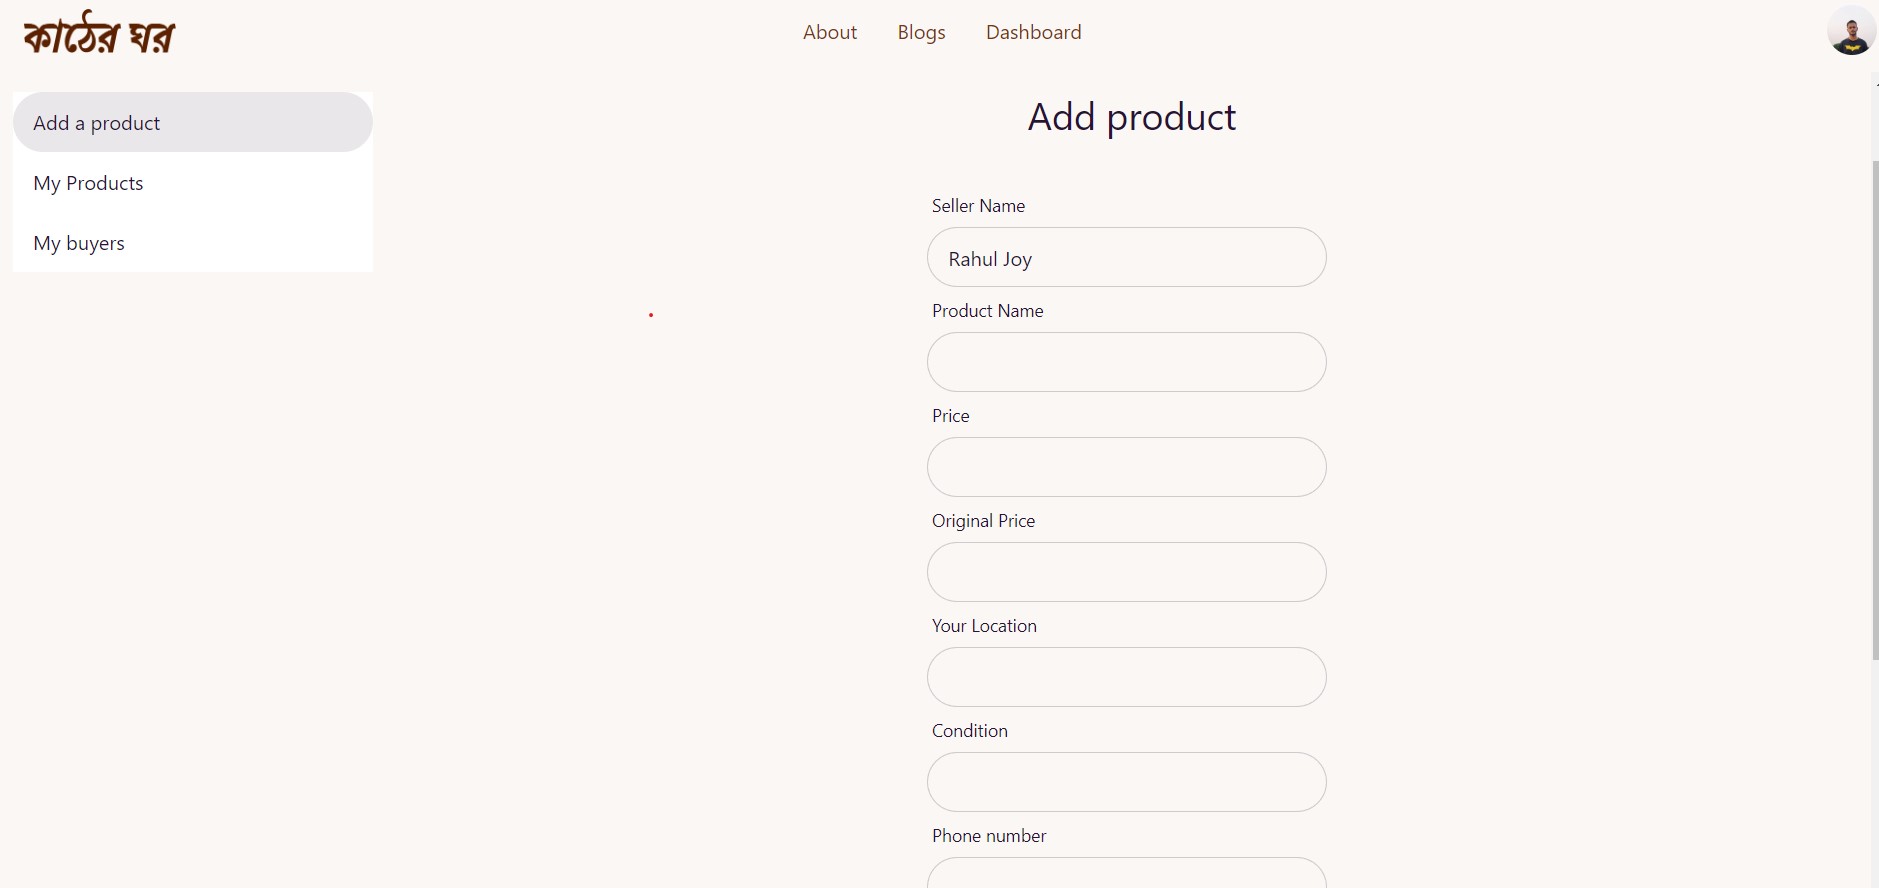 কাঠের ঘর
About Blogs Dashboard
Add a product
My Products
My buyers
Add product
Seller Name
Rahul Joy
Product Name
Price
Original Price
Your Location
Condition
Phone number